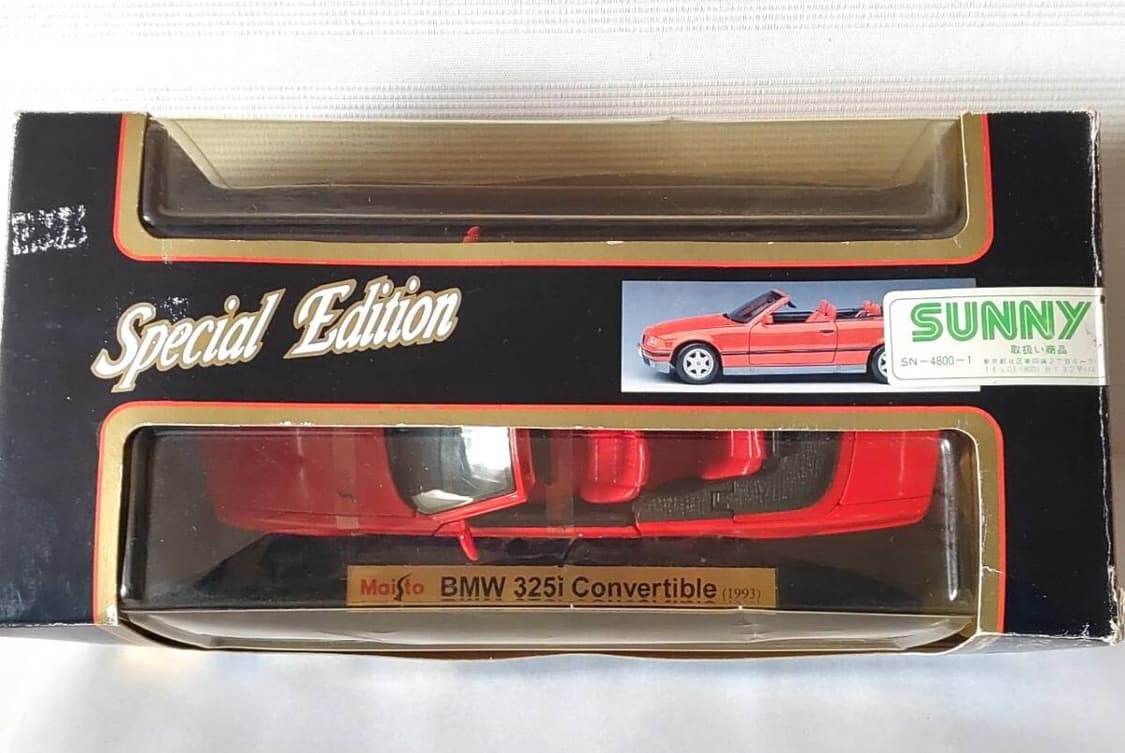 Special Edition
SUNNY
取扱い商品
SN-4800-1
Maisto BMW 325i Convertible (1993)